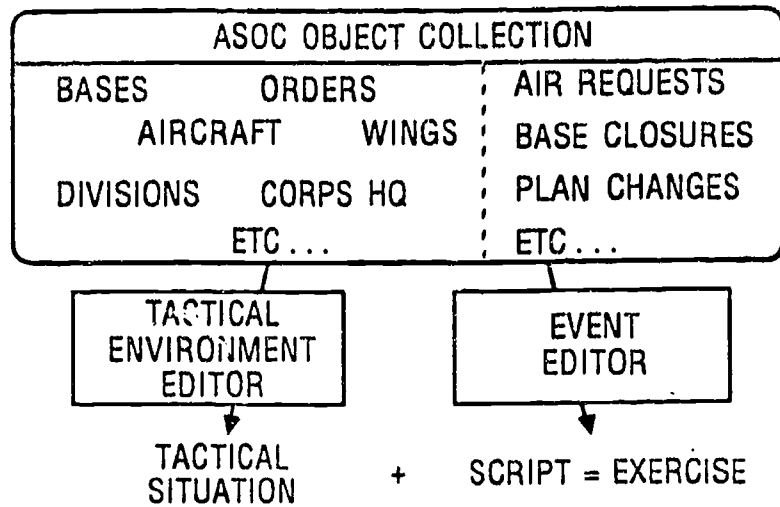 ASOC OBJECT COLLECTION
BASES ORDERS
AIRCRAFT WINGS
DIVISIONS CORPS HQ
ETC...
AIR REQUESTS
BASE CLOSURES
PLAN CHANGES
ETC...
TACTICAL
ENVIRONMENT
EDITOR
EVENT
EDITOR
TACTICAL
SITUATION
+
SCRIPT = EXERCISE